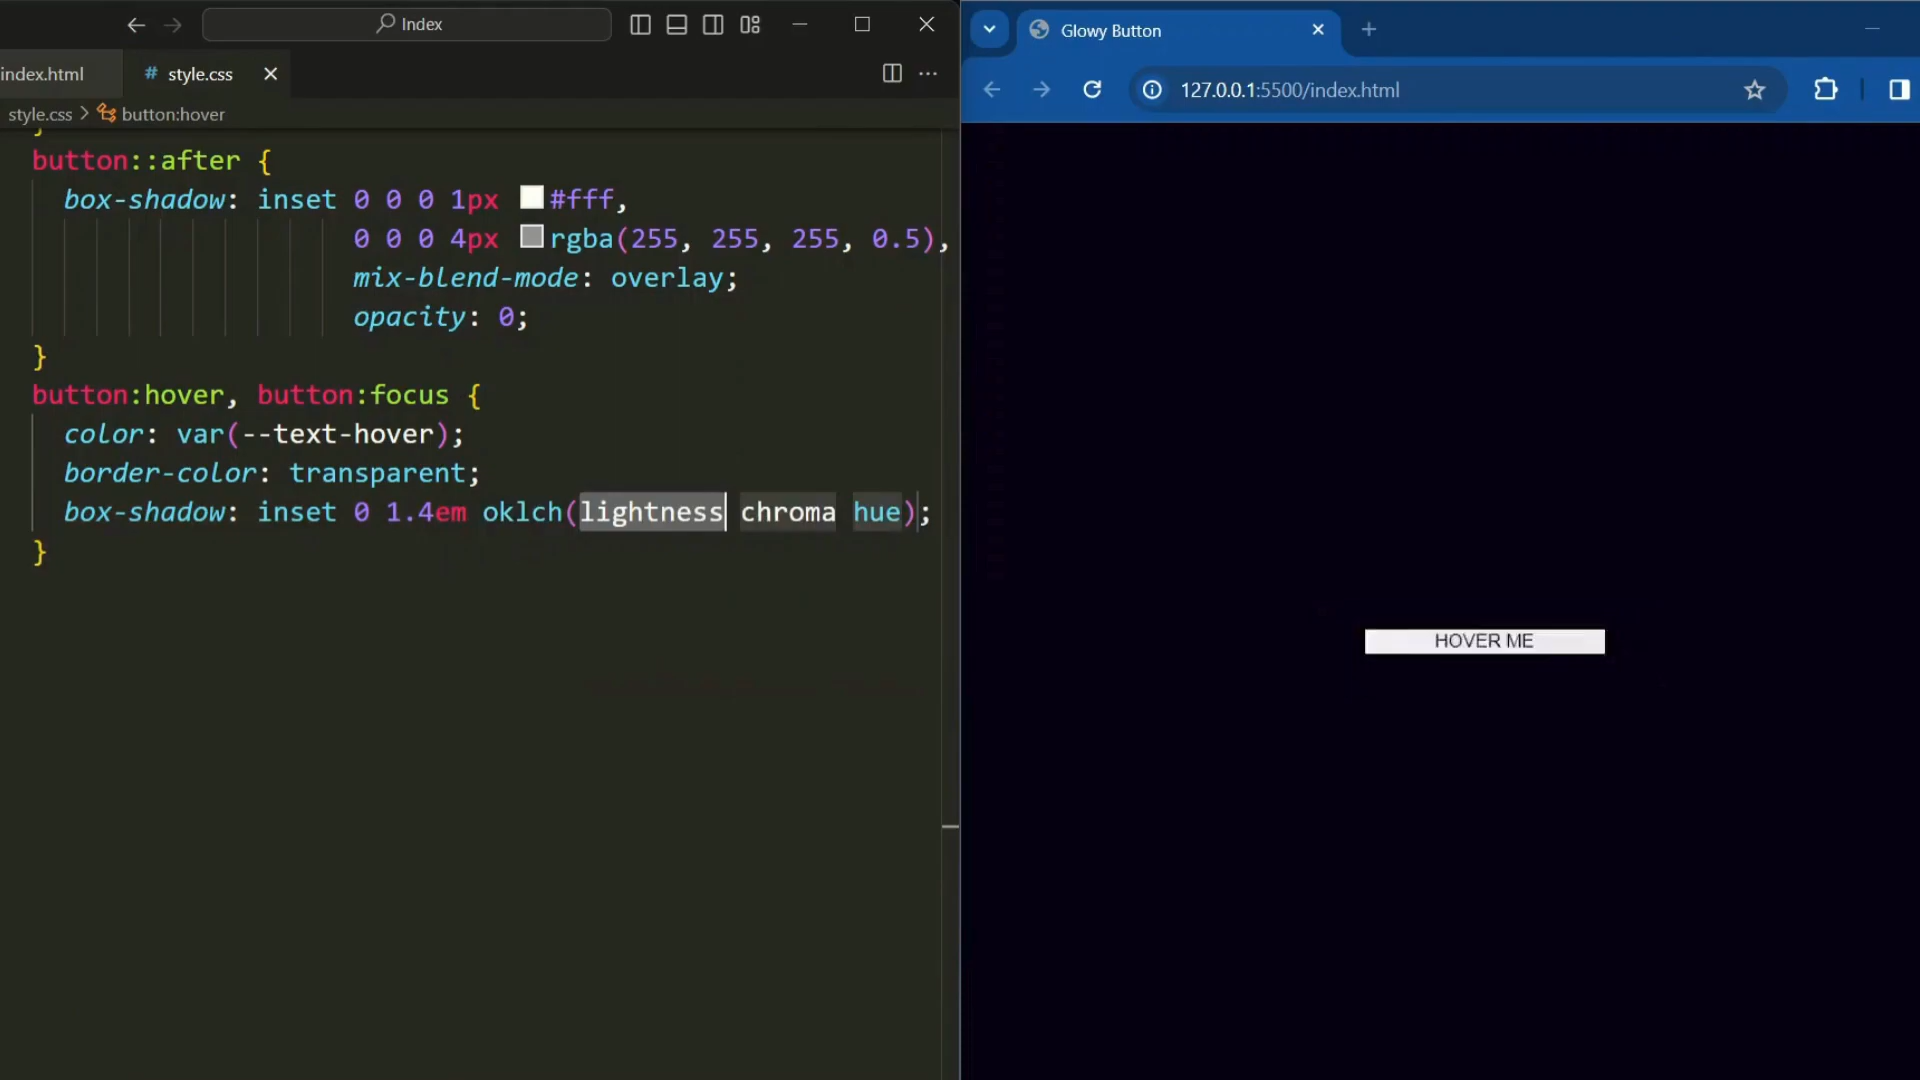 Index
index.html
# style.css
style.css > button:hover
}
button::after {
box-shadow: inset 0 0 0 1px #fff,
0 0 0 4px rgba(255, 255, 255, 0.5),
mix-blend-mode: overlay;
opacity: 0;
}
button:hover, button:focus {
color: var(--text-hover);
border-color: transparent;
box-shadow: inset 0 1.4em oklch(lightness chroma hue);
}
Glowy Button
127.0.0.1:5500/index.html
HOVER ME